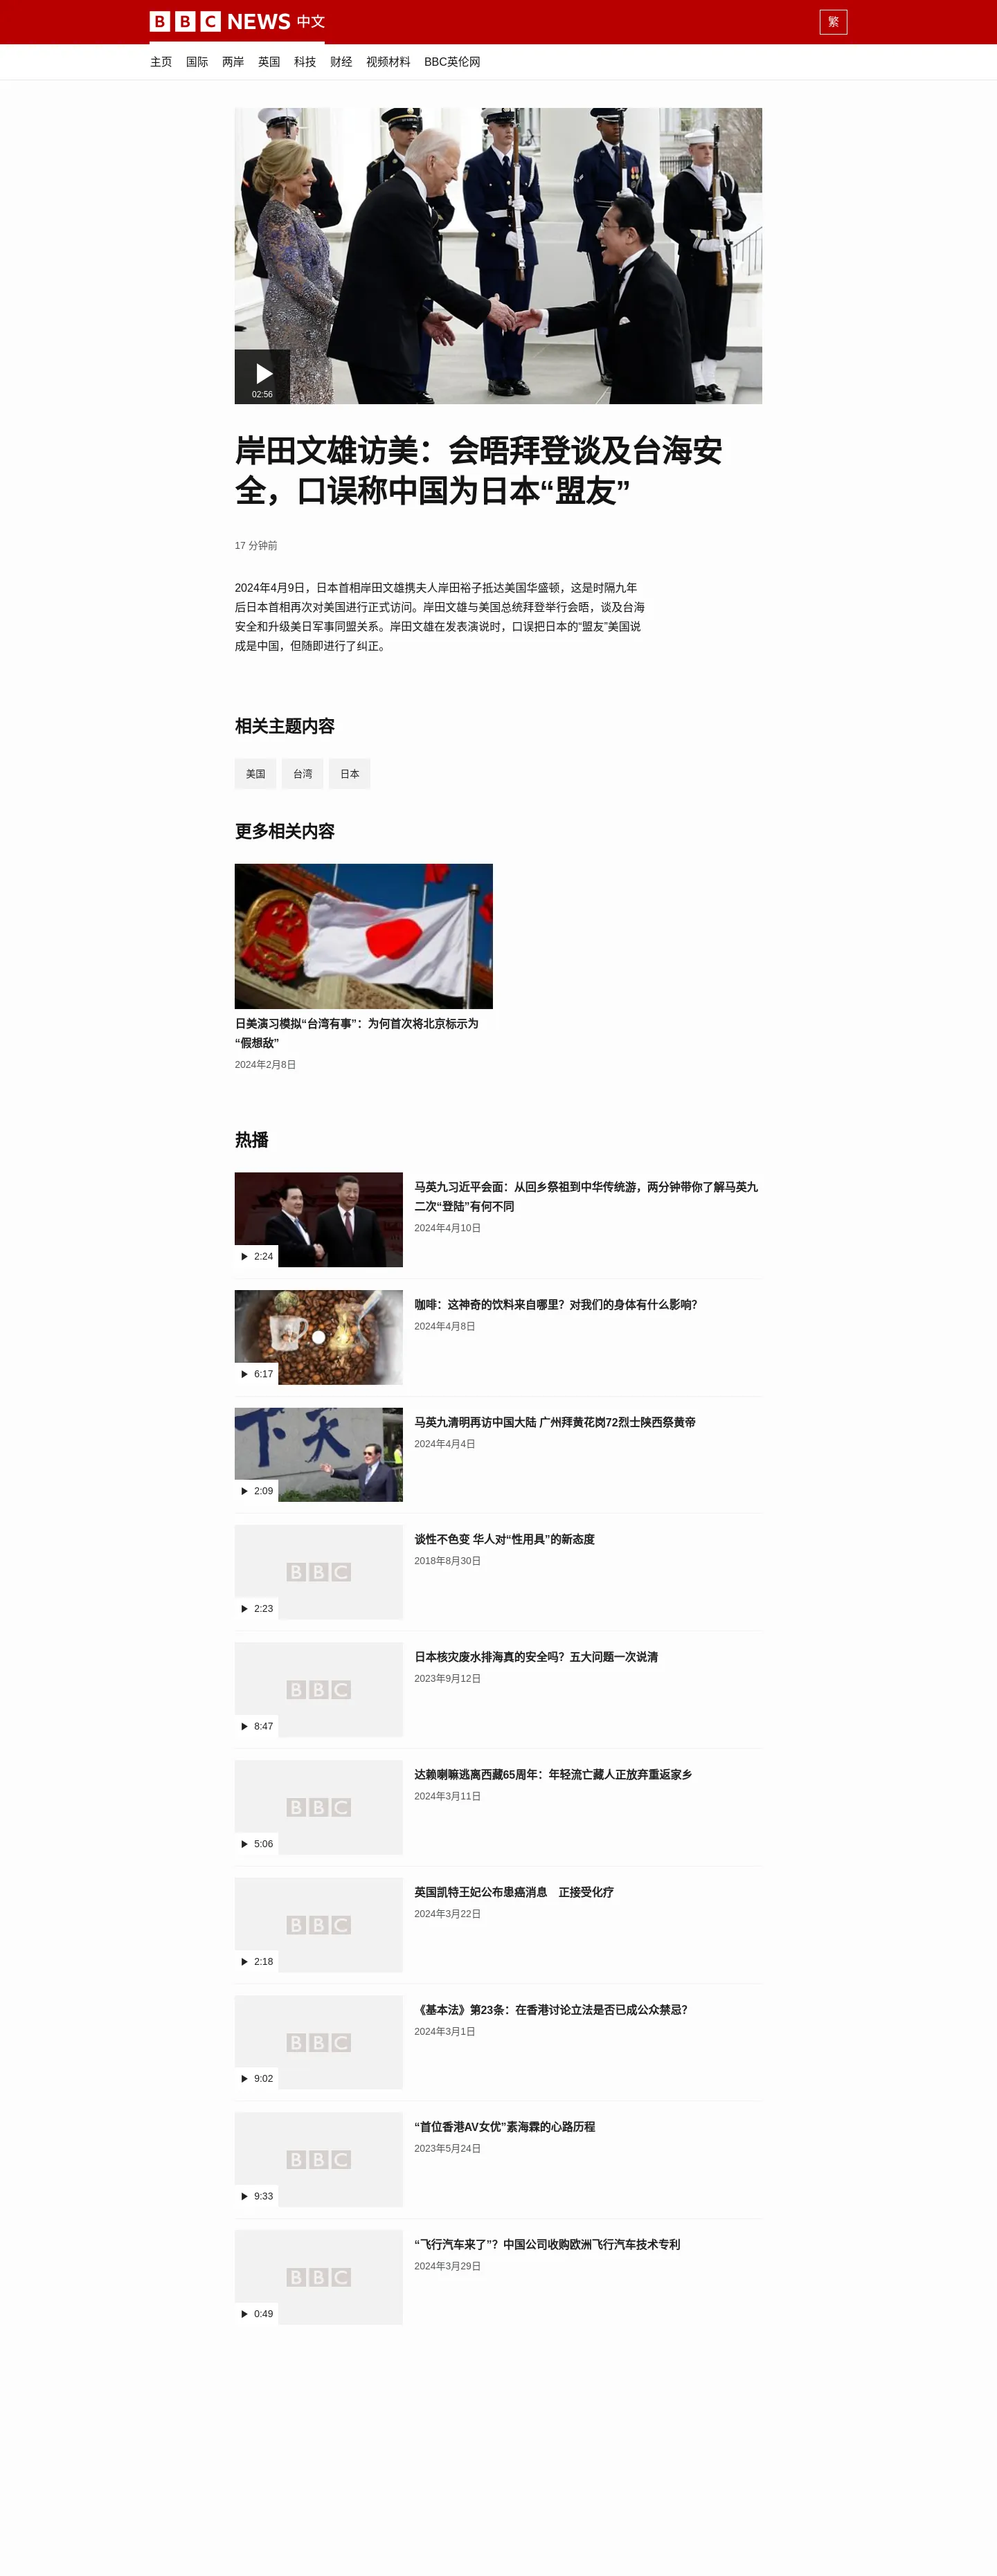 BBC NEWS 中文
繁
主页 国际 两岸 英国 科技 财经 视频材料 BBC英伦网
02:56
岸田文雄访美：会晤拜登谈及台海安
全，口误称中国为日本“盟友”
17 分钟前
2024年4月9日，日本首相岸田文雄携夫人岸田裕子抵达美国华盛顿，这是时隔九年
后日本首相再次对美国进行正式访问。岸田文雄与美国总统拜登举行会晤，谈及台海
安全和升级美日军事同盟关系。岸田文雄在发表演说时，口误把日本的“盟友”美国说
成是中国，但随即进行了纠正。
相关主题内容
美国 台湾 日本
更多相关内容
日美演习模拟“台湾有事”：为何首次将北京标示为
“假想敌”
2024年2月8日
热播
马英九习近平会面：从回乡祭祖到中华传统游，两分钟带你了解马英九
二次“登陆”有何不同
2024年4月10日
2:24
咖啡：这神奇的饮料来自哪里？对我们的身体有什么影响？
2024年4月8日
6:17
下天
马英九清明再访中国大陆 广州拜黄花岗72烈士陕西祭黄帝
2024年4月4日
2:09
谈性不色变 华人对“性用具”的新态度
2018年8月30日
BBC
2:23
日本核灾废水排海真的安全吗？五大问题一次说清
2023年9月12日
BBC
8:47
达赖喇嘛逃离西藏65周年：年轻流亡藏人正放弃重返家乡
2024年3月11日
BBC
5:06
英国凯特王妃公布患癌消息　正接受化疗
2024年3月22日
BBC
2:18
《基本法》第23条：在香港讨论立法是否已成公众禁忌？
2024年3月1日
BBC
9:02
“首位香港AV女优”素海霖的心路历程
2023年5月24日
BBC
9:33
“飞行汽车来了”？中国公司收购欧洲飞行汽车技术专利
2024年3月29日
BBC
0:49